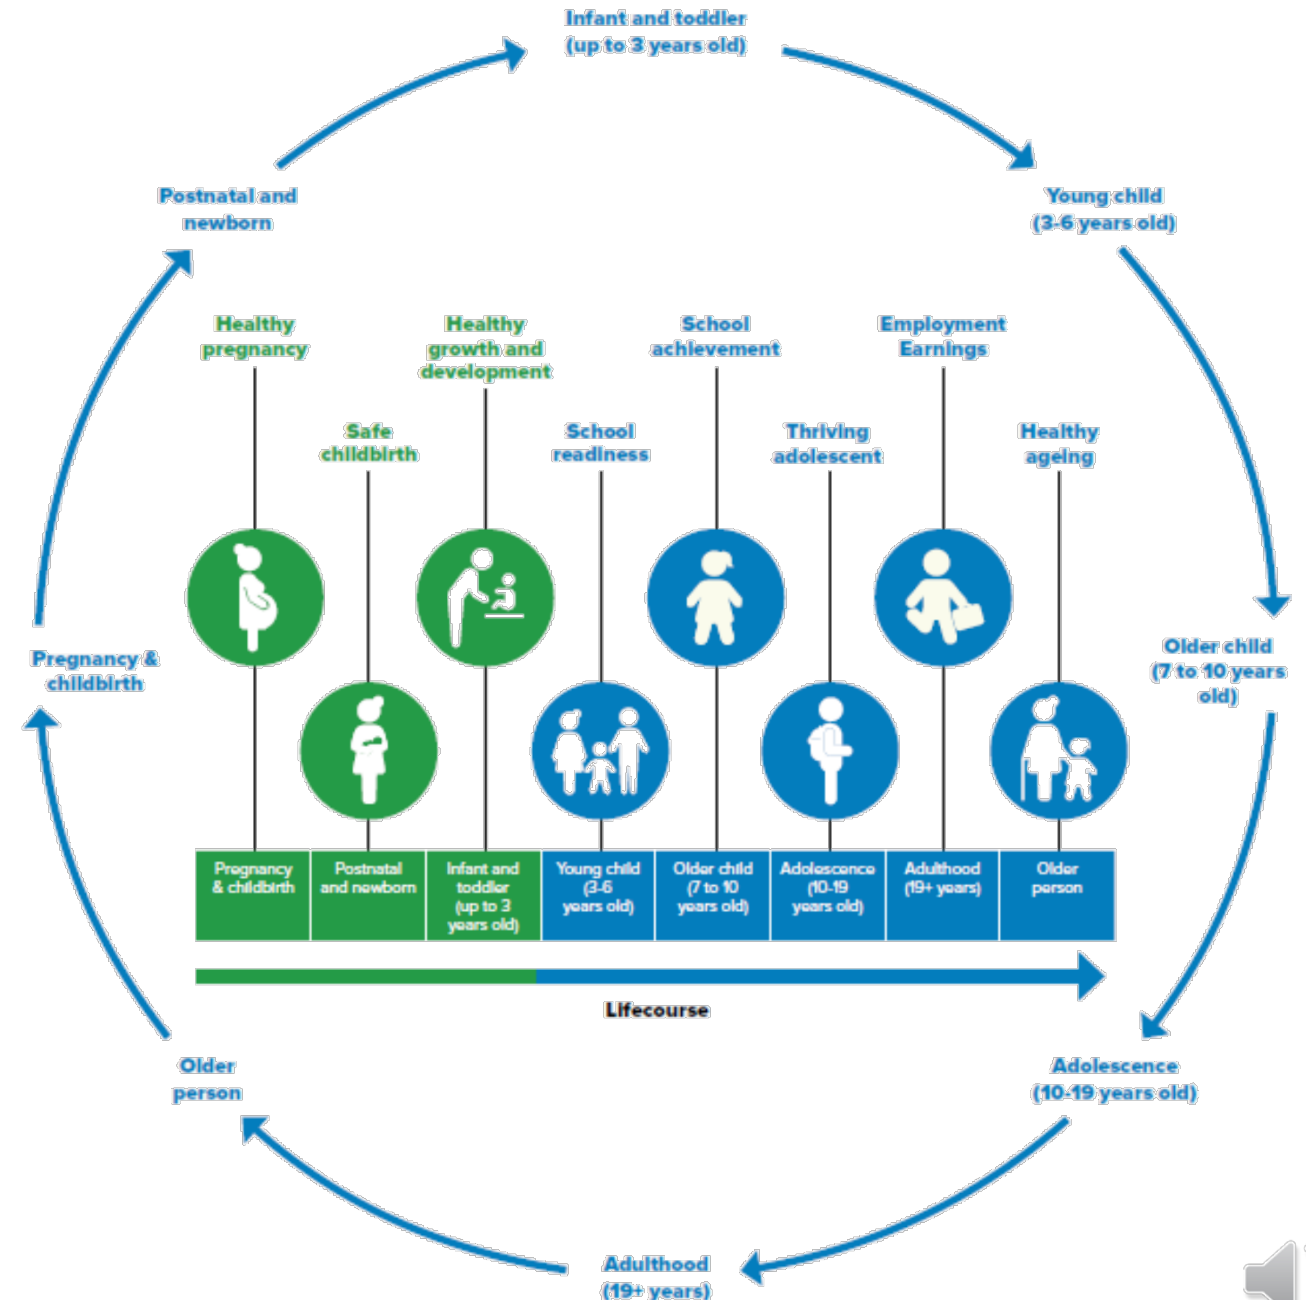 Infant and toddler
(up to 3 years old)
Postnatal and
newborn
Young child
(3-6 years old)
Healthy
pregnancy
Healthy
growth and
development
School
achievement
Employment
Earnings
Safe
childbirth
School
readiness
Thriving
adolescent
Healthy
ageing
Pregnancy &
childbirth
Older child
(7 to 10 years
old)
Pregnancy
& childbirth
Postnatal
and newborn
Infant and
toddler
(up to 3
years old)
Young child
(3-6
years old)
Older child
(7 to 10
years old)
Adolescence
(10-19
years old)
Adulthood
(19+ years)
Older
person
Lifecourse
Older
person
Adolescence
(10-19 years old)
Adulthood
(19+ years)